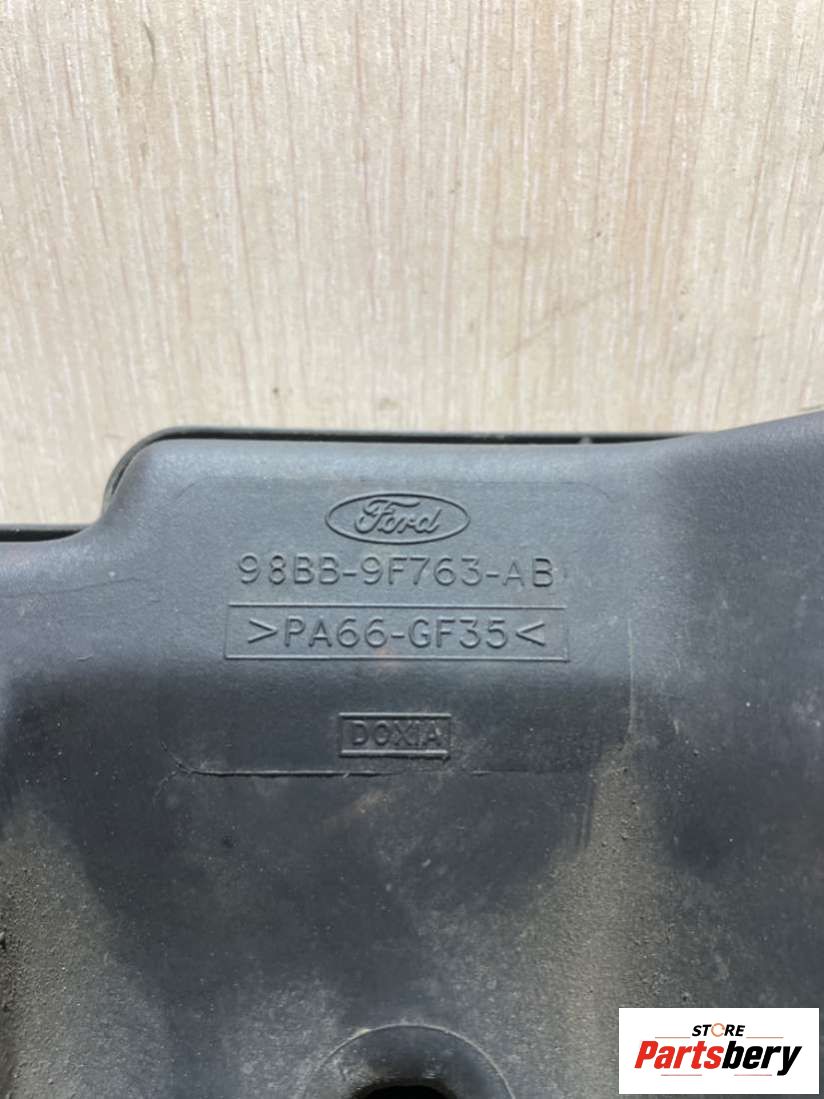 Ford
98BB-9F763-AB
>PA66-GF35<
DOXIA
STORE
Partsbery